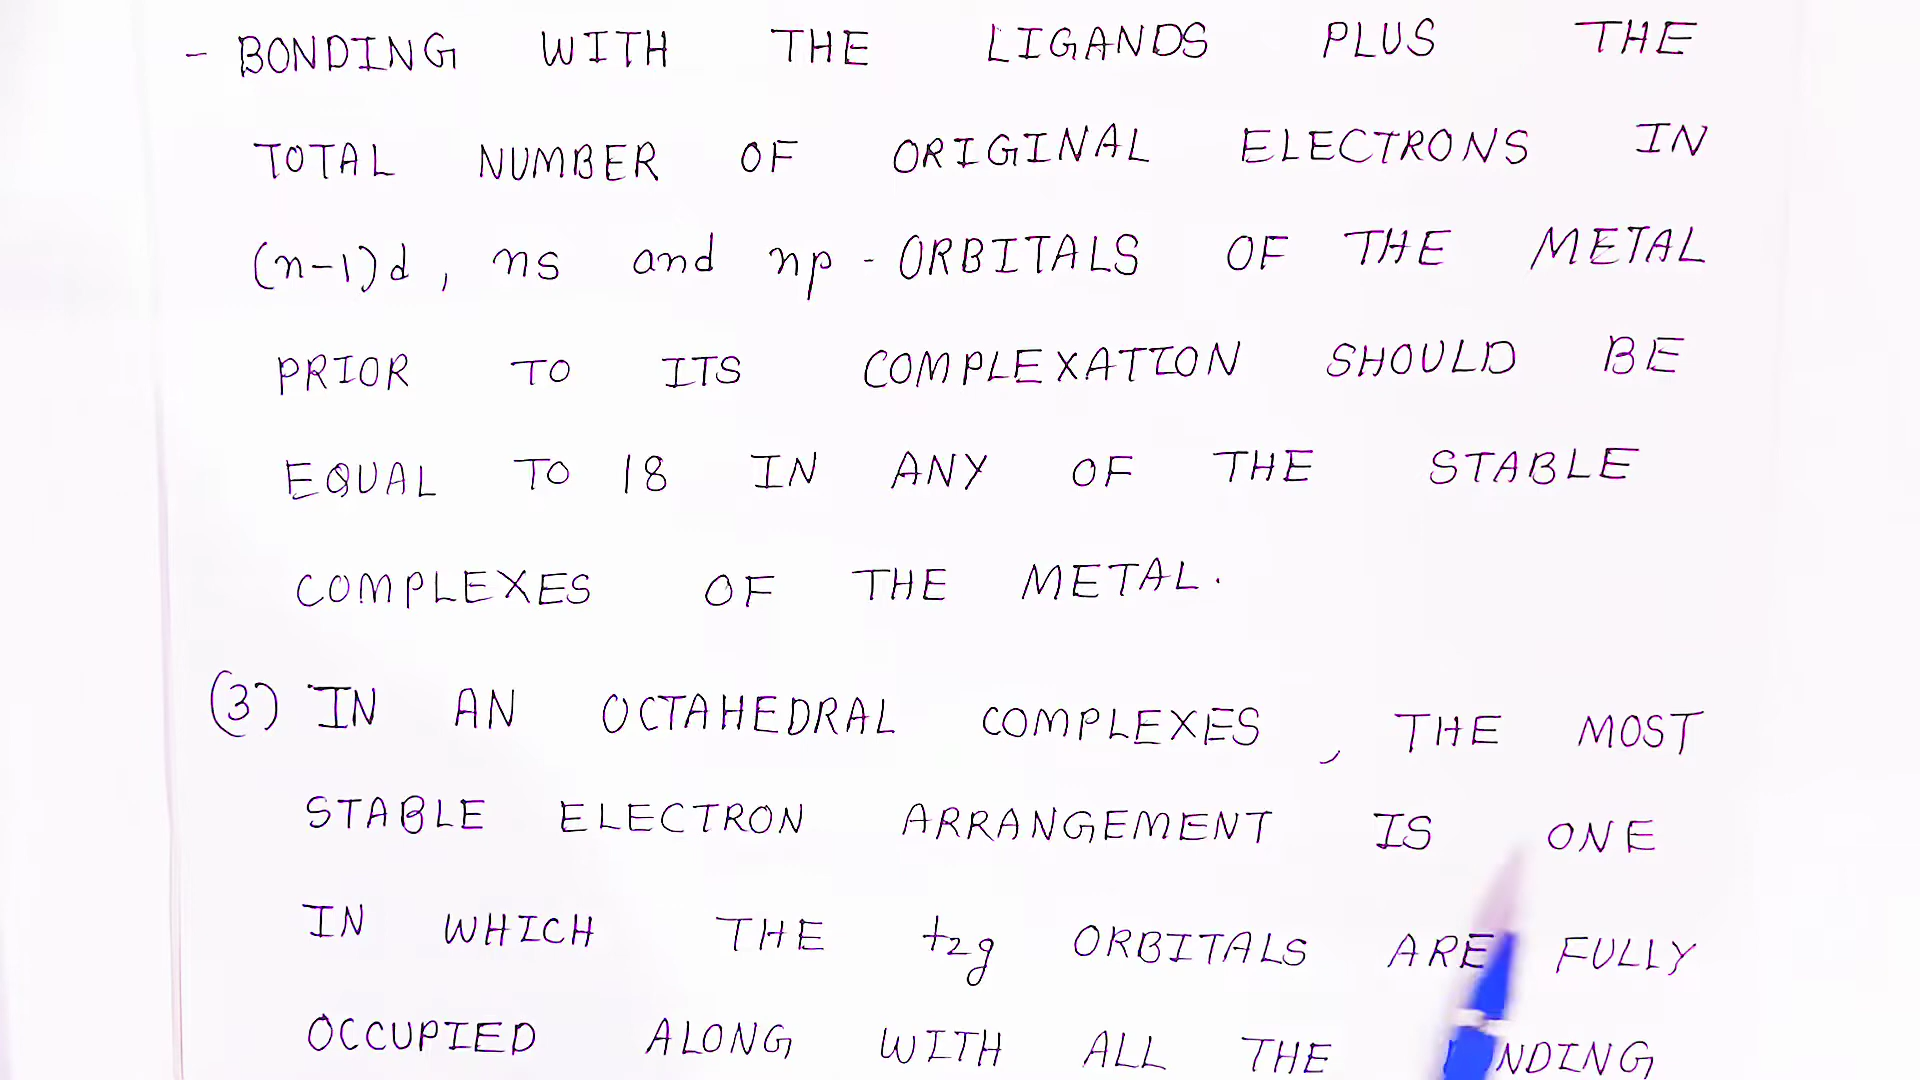 - BONDING WITH THE LIGANDS PLUS THE
TOTAL NUMBER OF ORIGINAL ELECTRONS IN
(n-1)d, ns and np - ORBITALS OF THE METAL
PRIOR TO ITS COMPLEXATION SHOULD BE
EQUAL TO 18 IN ANY OF THE STABLE
COMPLEXES OF THE METAL.
(3) IN AN OCTAHEDRAL COMPLEXES, THE MOST
STABLE ELECTRON ARRANGEMENT IS ONE
IN WHICH THE t2g ORBITALS ARE FULLY
OCCUPIED ALONG WITH ALL THE